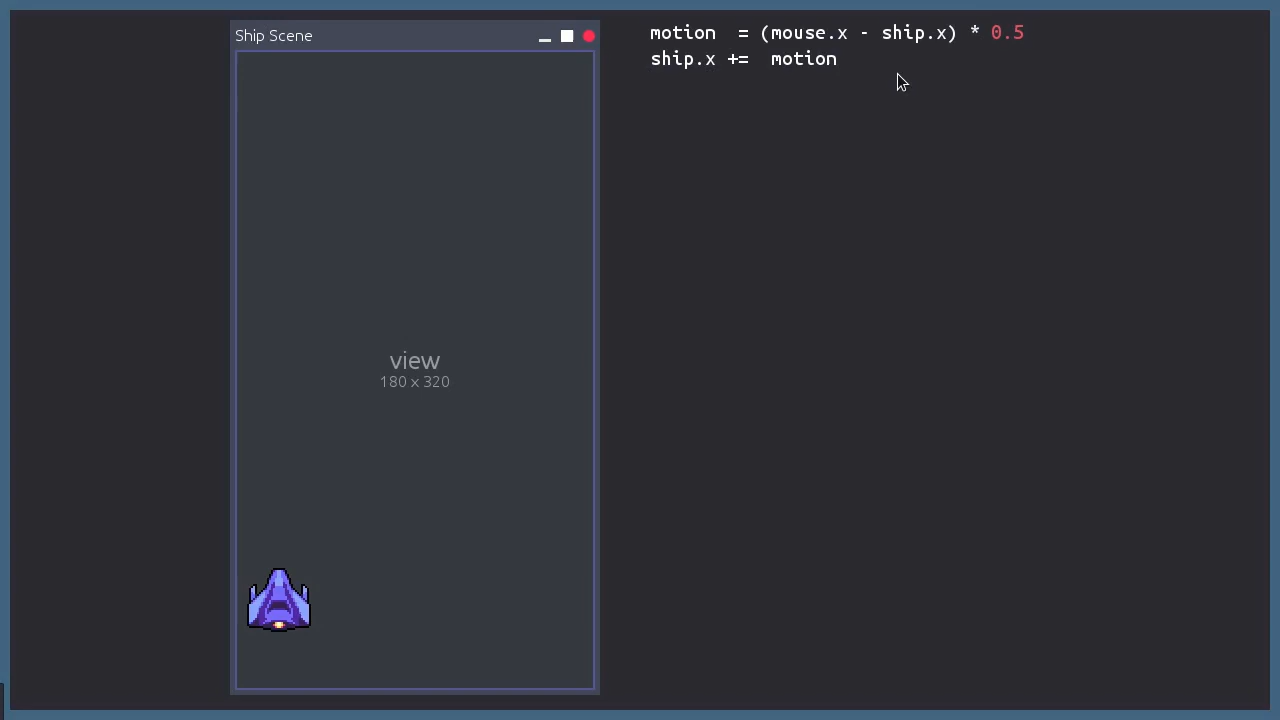 Ship Scene
motion = (mouse.x - ship.x) * 0.5
ship.x += motion
view
180 x 320